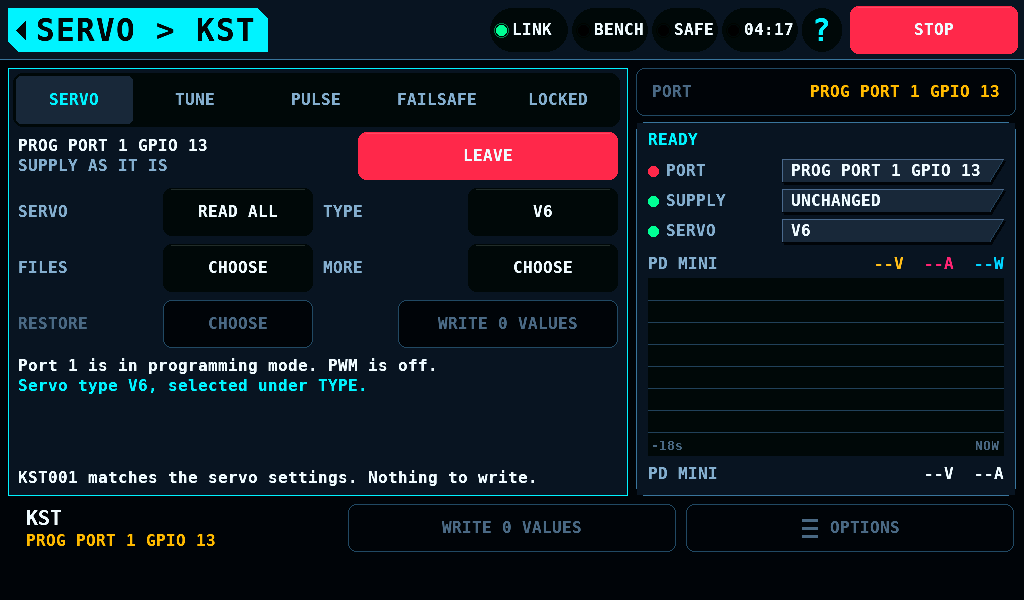 SERVO > KST
LINK
BENCH
SAFE
04:17
?
STOP
SERVO
TUNE
PULSE
FAILSAFE
LOCKED
PROG PORT 1 GPIO 13
SUPPLY AS IT IS
LEAVE
SERVO
READ ALL
TYPE
V6
FILES
CHOOSE
MORE
CHOOSE
RESTORE
CHOOSE
WRITE 0 VALUES
Port 1 is in programming mode. PWM is off.
Servo type V6, selected under TYPE.
KST001 matches the servo settings. Nothing to write.
PORT
PROG PORT 1 GPIO 13
READY
PORT
PROG PORT 1 GPIO 13
SUPPLY
UNCHANGED
SERVO
V6
PD MINI
--V
--A
--W
-18s
NOW
PD MINI
--V
--A
KST
PROG PORT 1 GPIO 13
WRITE 0 VALUES
OPTIONS